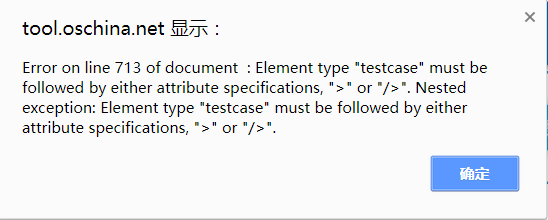 tool.oschina.net 显示：
Error on line 713 of document  : Element type "testcase" must be
followed by either attribute specifications, ">" or "/>". Nested
exception: Element type "testcase" must be followed by either
attribute specifications, ">" or "/>".
确定